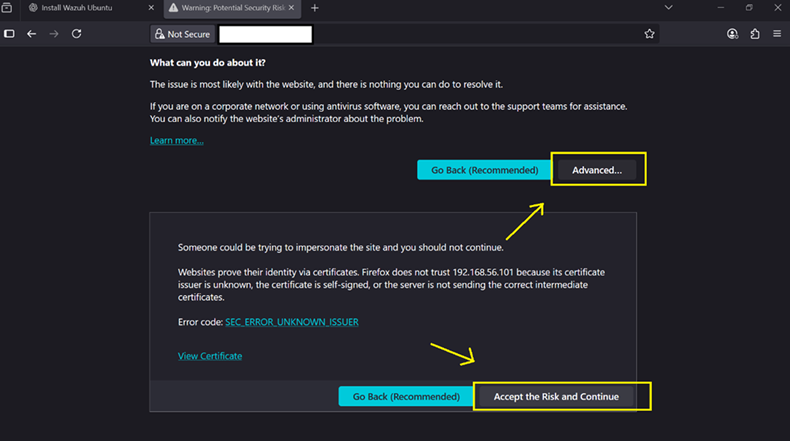 Install Wazuh Ubuntu
Warning: Potential Security Risk
Not Secure
What can you do about it?
The issue is most likely with the website, and there is nothing you can do to resolve it.
If you are on a corporate network or using antivirus software, you can reach out to the support teams for assistance.
You can also notify the website's administrator about the problem.
Learn more...
Go Back (Recommended)
Advanced...
Someone could be trying to impersonate the site and you should not continue.
Websites prove their identity via certificates. Firefox does not trust 192.168.56.101 because its certificate
issuer is unknown, the certificate is self-signed, or the server is not sending the correct intermediate
certificates.
Error code: SEC_ERROR_UNKNOWN_ISSUER
View Certificate
Go Back (Recommended)
Accept the Risk and Continue